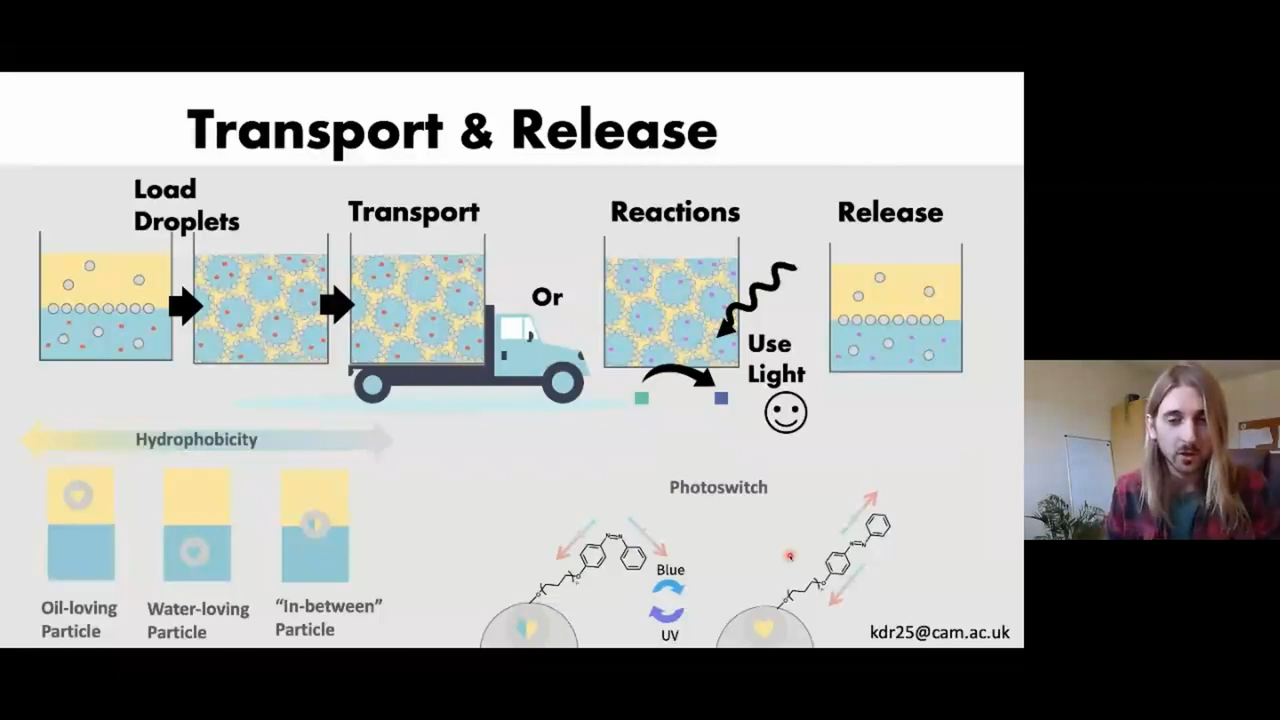 Transport & Release
Load
Droplets
Transport
Reactions
Release
Or
Use
Light
Hydrophobicity
Photoswitch
Blue
UV
Oil-loving
Particle
Water-loving
Particle
“In-between”
Particle
kdr25@cam.ac.uk